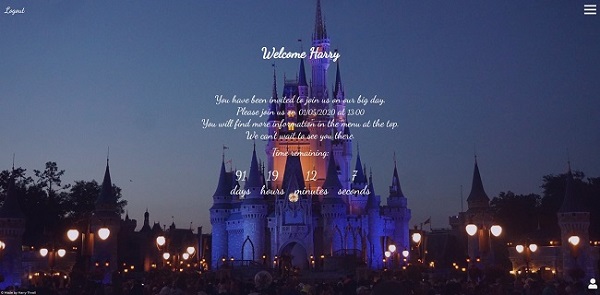 Logout
Welcome Harry
You have been invited to join us on our big day.
Please join us on 01/05/2020 at 13:00
You will find more information in the menu at the top.
We can't wait to see you there.
Time remaining:
91 19 12 7
days hours minutes seconds
© Made by Harry